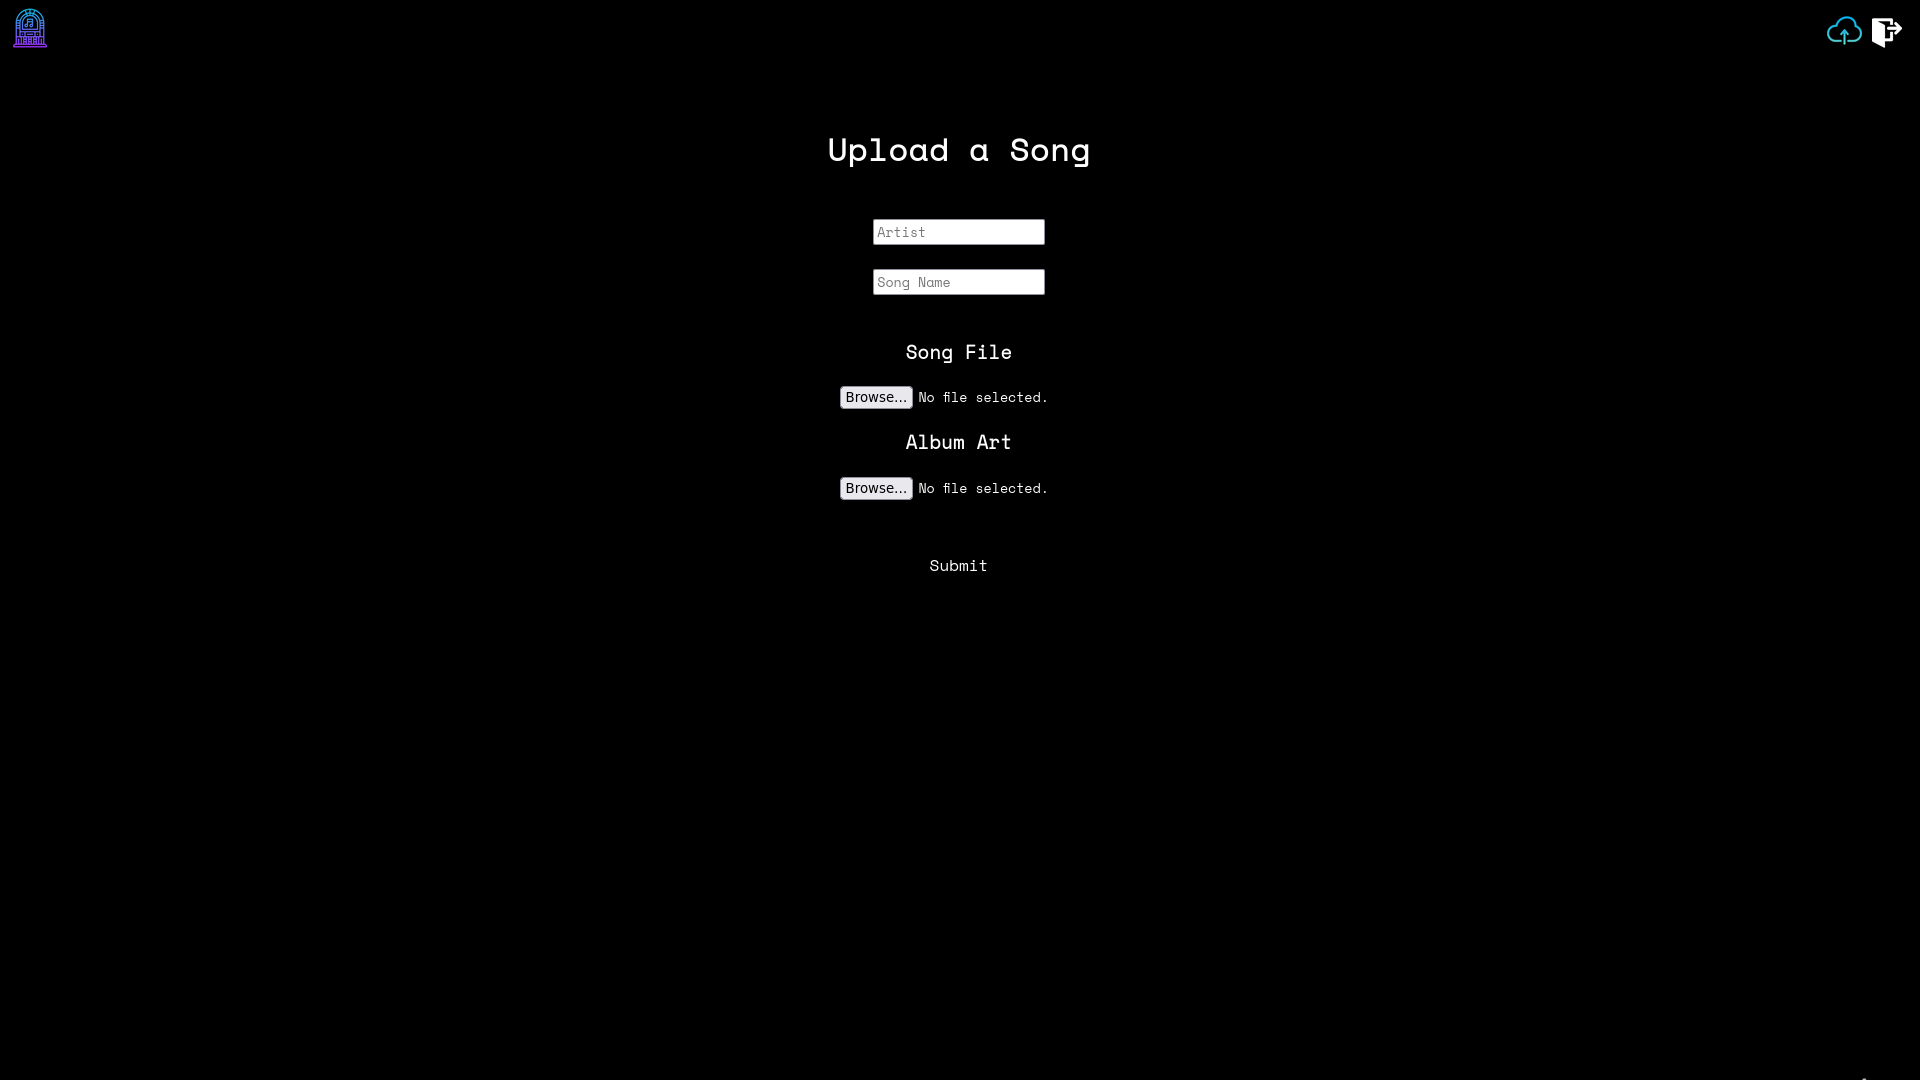 Upload a Song
Artist
Song Name
Song File
Browse... No file selected.
Album Art
Browse... No file selected.
Submit